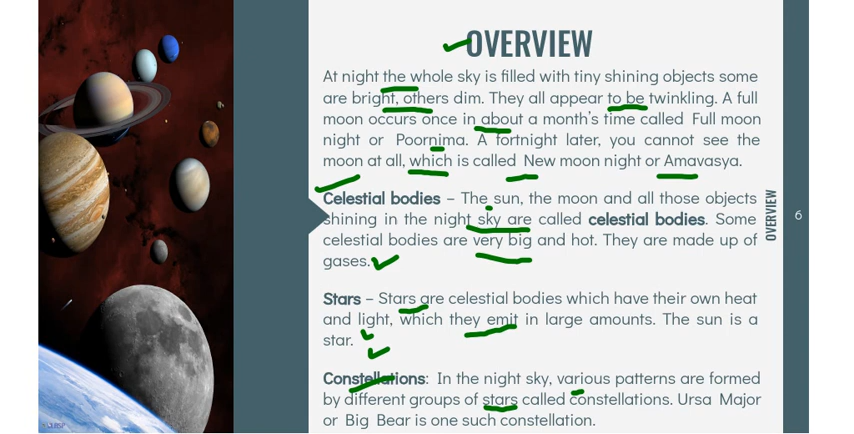 OVERVIEW
At night the whole sky is filled with tiny shining objects some
are bright, others dim. They all appear to be twinkling. A full
moon occurs once in about a month's time called Full moon
night or Poornima. A fortnight later, you cannot see the
moon at all, which is called New moon night or Amavasya.
Celestial bodies – The sun, the moon and all those objects
shining in the night sky are called celestial bodies. Some
celestial bodies are very big and hot. They are made up of
gases.
Stars – Stars are celestial bodies which have their own heat
and light, which they emit in large amounts. The sun is a
star.
Constellations: In the night sky, various patterns are formed
by different groups of stars called constellations. Ursa Major
or Big Bear is one such constellation.
OVERVIEW
6